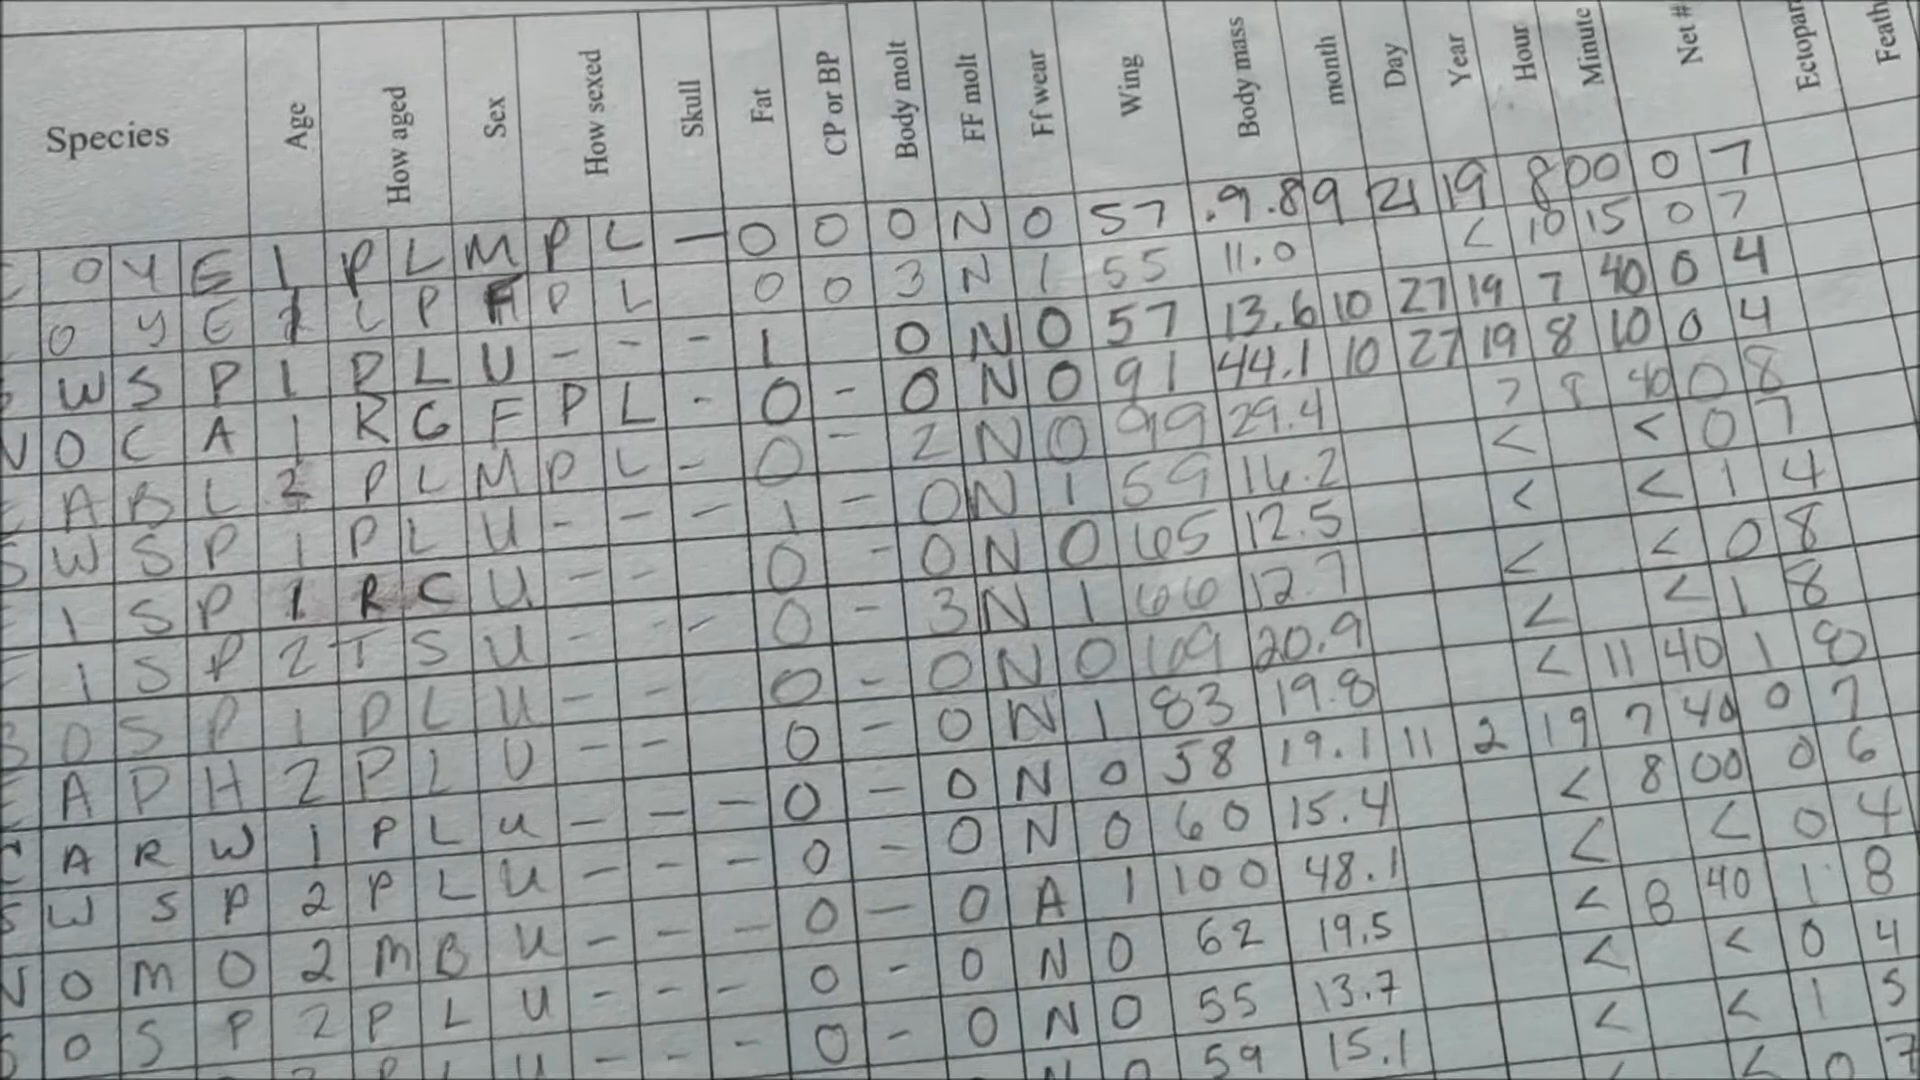 Species Age How aged Sex How sexed Skull Fat CP or BP Body molt FF molt Ff wear Wing Body mass month Day Year Hour Minute Net # Ectopar Feath
O Y E 1 P L M P L — 0 0 0 N 0 57 .9.8 9 21 19 8 00 0 7
O Y E 1 L P F P L 0 0 3 N 1 55 11.0 < 10 15 0 7
W S P 1 P L U - - - 1 0 N 0 57 13.6 10 27 19 7 40 0 4
N O C A 1 R C F P L - 0 - 0 N 0 91 44.1 10 27 19 8 10 0 4
A B L 2 P L M P L - 0 - 2 N 0 99 29.4 8 40 0 8
S W S P 1 P L U - - - 1 - 0 N 1 59 16.2 < < 0 7
I S P 1 R C U - - 0 - 0 N 0 65 12.5 < < 1 4
I S P 2 T S U - - - 0 - 3 N 1 66 12.7 < < 0 8
S O S P 1 P L U - - 0 - 0 N 0 69 20.9 < < 1 8
A P H 2 P L U - - 0 - 0 N 1 83 19.8 < 11 40 1 8
C A R W 1 P L U - - - 0 - 0 N 0 58 19.1 11 2 19 7 40 0 7
S W S P 2 P L U - - - 0 - 0 N 0 60 15.4 < 8 00 0 6
N O M O 2 M B U - - - 0 - 0 A 1 100 48.1 < < 0 4
S O S P 2 P L U - - - 0 - 0 N 0 62 19.5 < 8 40 1 8
P L U - - - 0 - 0 N 0 55 13.7 < < 0 4
N 0 59 15.1 < < 1 5
< 0 7